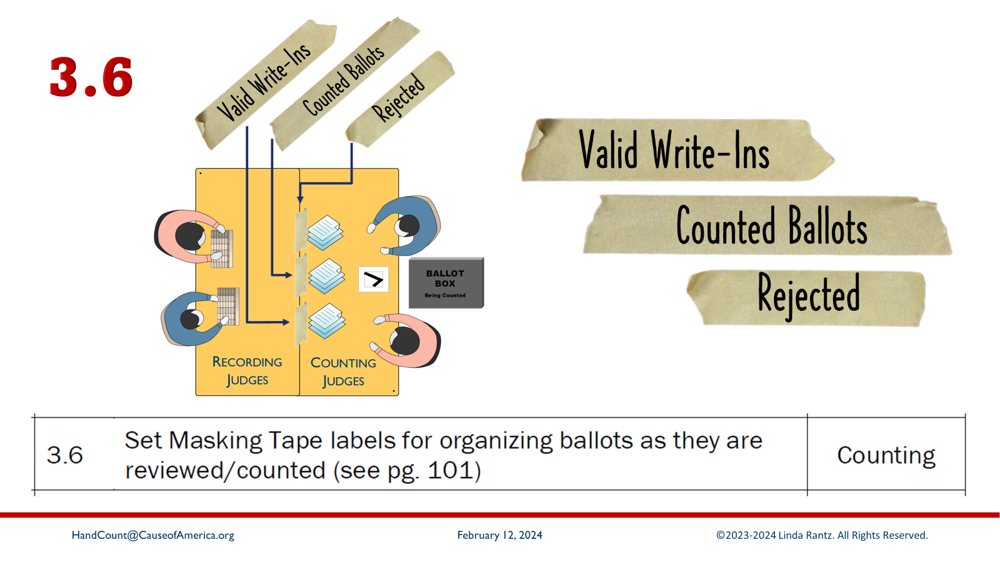 3.6
Valid Write-Ins
Counted Ballots
Rejected
Valid Write-Ins
Counted Ballots
Rejected
BALLOT
BOX
Being Counted
RECORDING
JUDGES
COUNTING
JUDGES
3.6
Set Masking Tape labels for organizing ballots as they are
reviewed/counted (see pg. 101)
Counting
HandCount@CauseofAmerica.org
February 12, 2024
©2023-2024 Linda Rantz. All Rights Reserved.